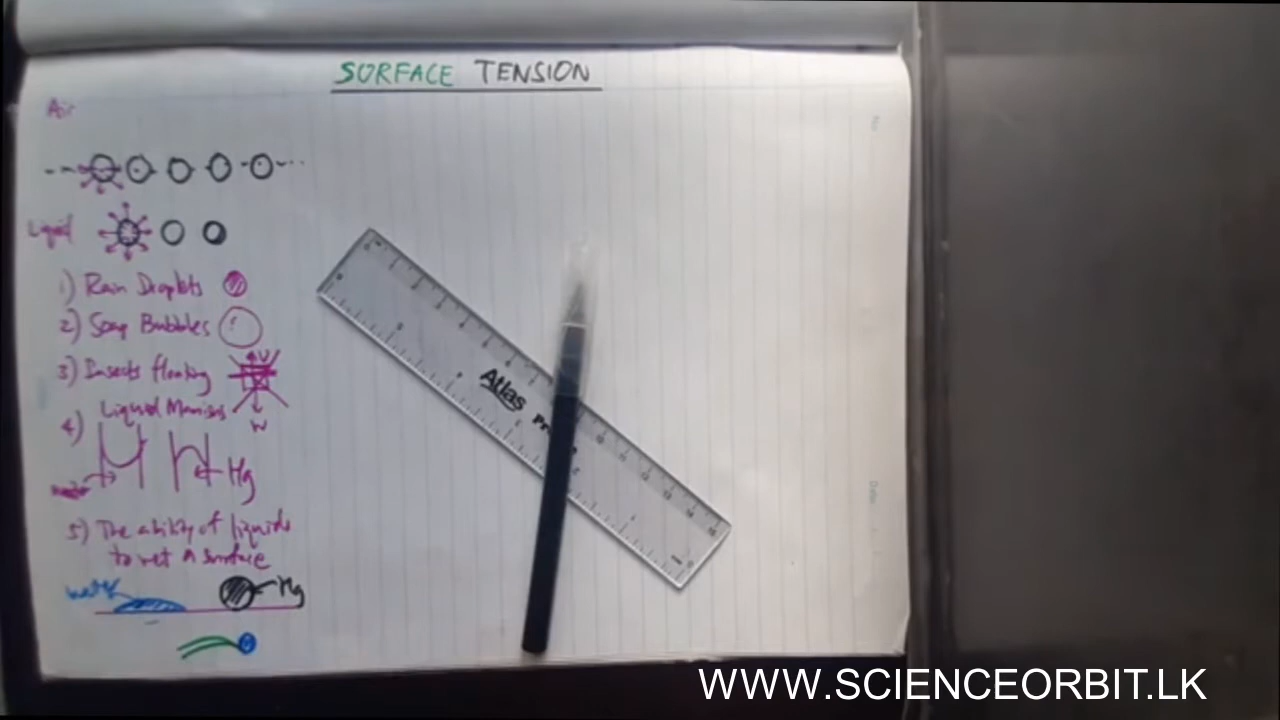 SURFACE TENSION
Air
Liquid
1) Rain Droplets
2) Soap Bubbles
3) Insects floating
U
W
4) Liquid Meniscus
water
Hg
5) The ability of liquids
to wet a surface
water
Hg
Atlas
WWW.SCIENCEORBIT.LK